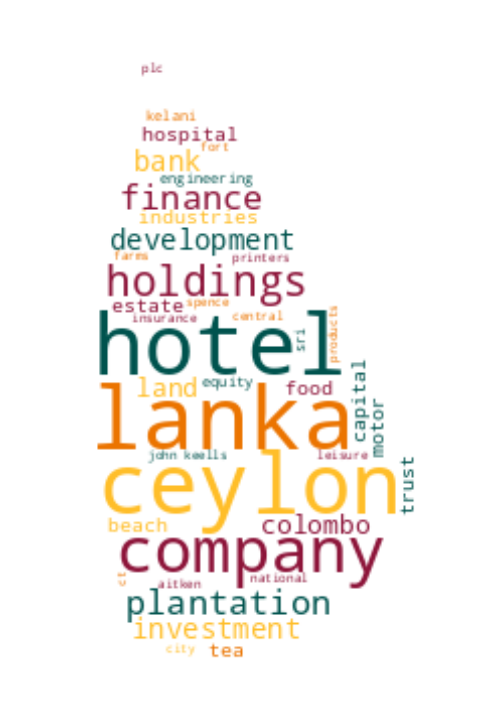 plc
kelani
hospital
fort
bank
engineering
finance
industries
development
farms
printers
holdings
estate
spence
insurance
central
hotel
sri
products
land
equity
food
capital
lanka
motor
john keells
leisure
ceylon
trust
beach
colombo
company
ct
aitken
national
plantation
investment
city
tea